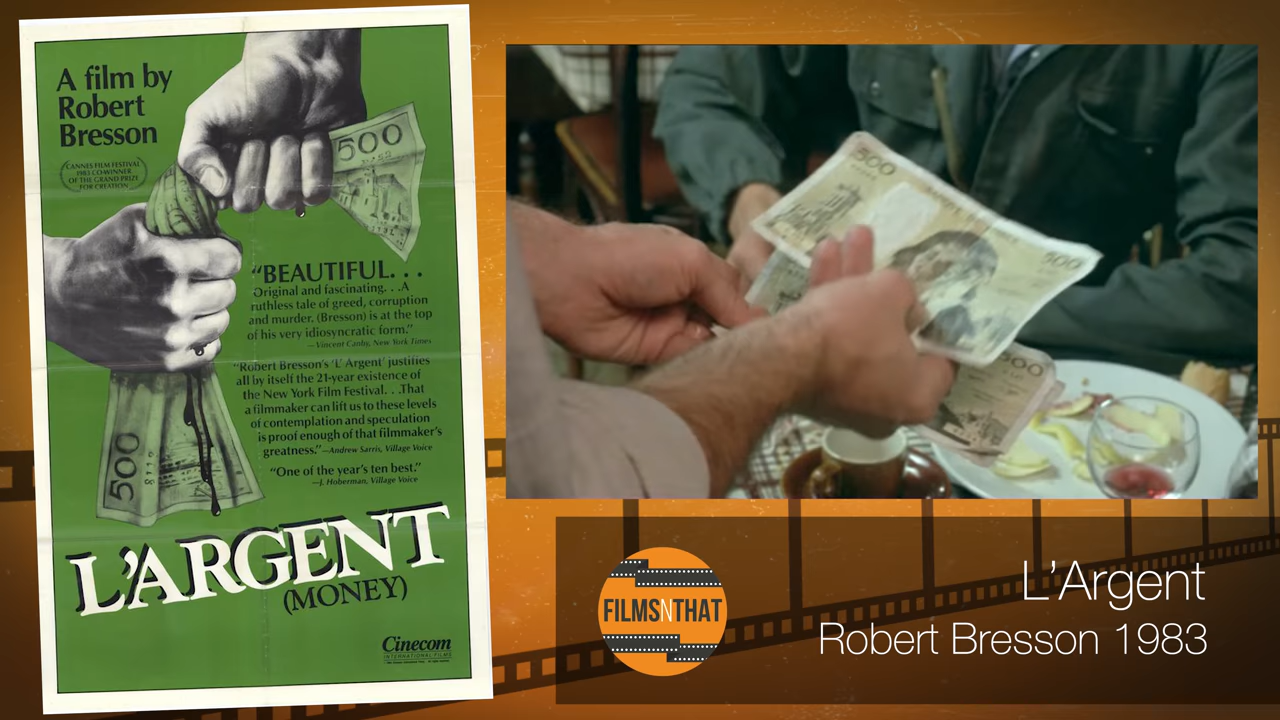 A film by
Robert
Bresson
CANNES FILM FESTIVAL
1983 CO-WINNER
OF THE GRAND PRIZE
FOR CREATION
500
"BEAUTIFUL. . .
Original and fascinating. . .A
ruthless tale of greed, corruption
and murder. (Bresson) is at the top
of his very idiosyncratic form."
—Vincent Canby, New York Times
"Robert Bresson's 'L' Argent' justifies
all by itself the 21-year existence of
the New York Film Festival. . .That
a filmmaker can lift us to these levels
of contemplation and speculation
is proof enough of that filmmaker's
greatness."—Andrew Sarris, Village Voice
"One of the year's ten best."
—J. Hoberman, Village Voice
500
L'ARGENT
(MONEY)
Cinecom
INTERNATIONAL FILMS
500
500
500
FILMSNTHAT
L'Argent
Robert Bresson 1983